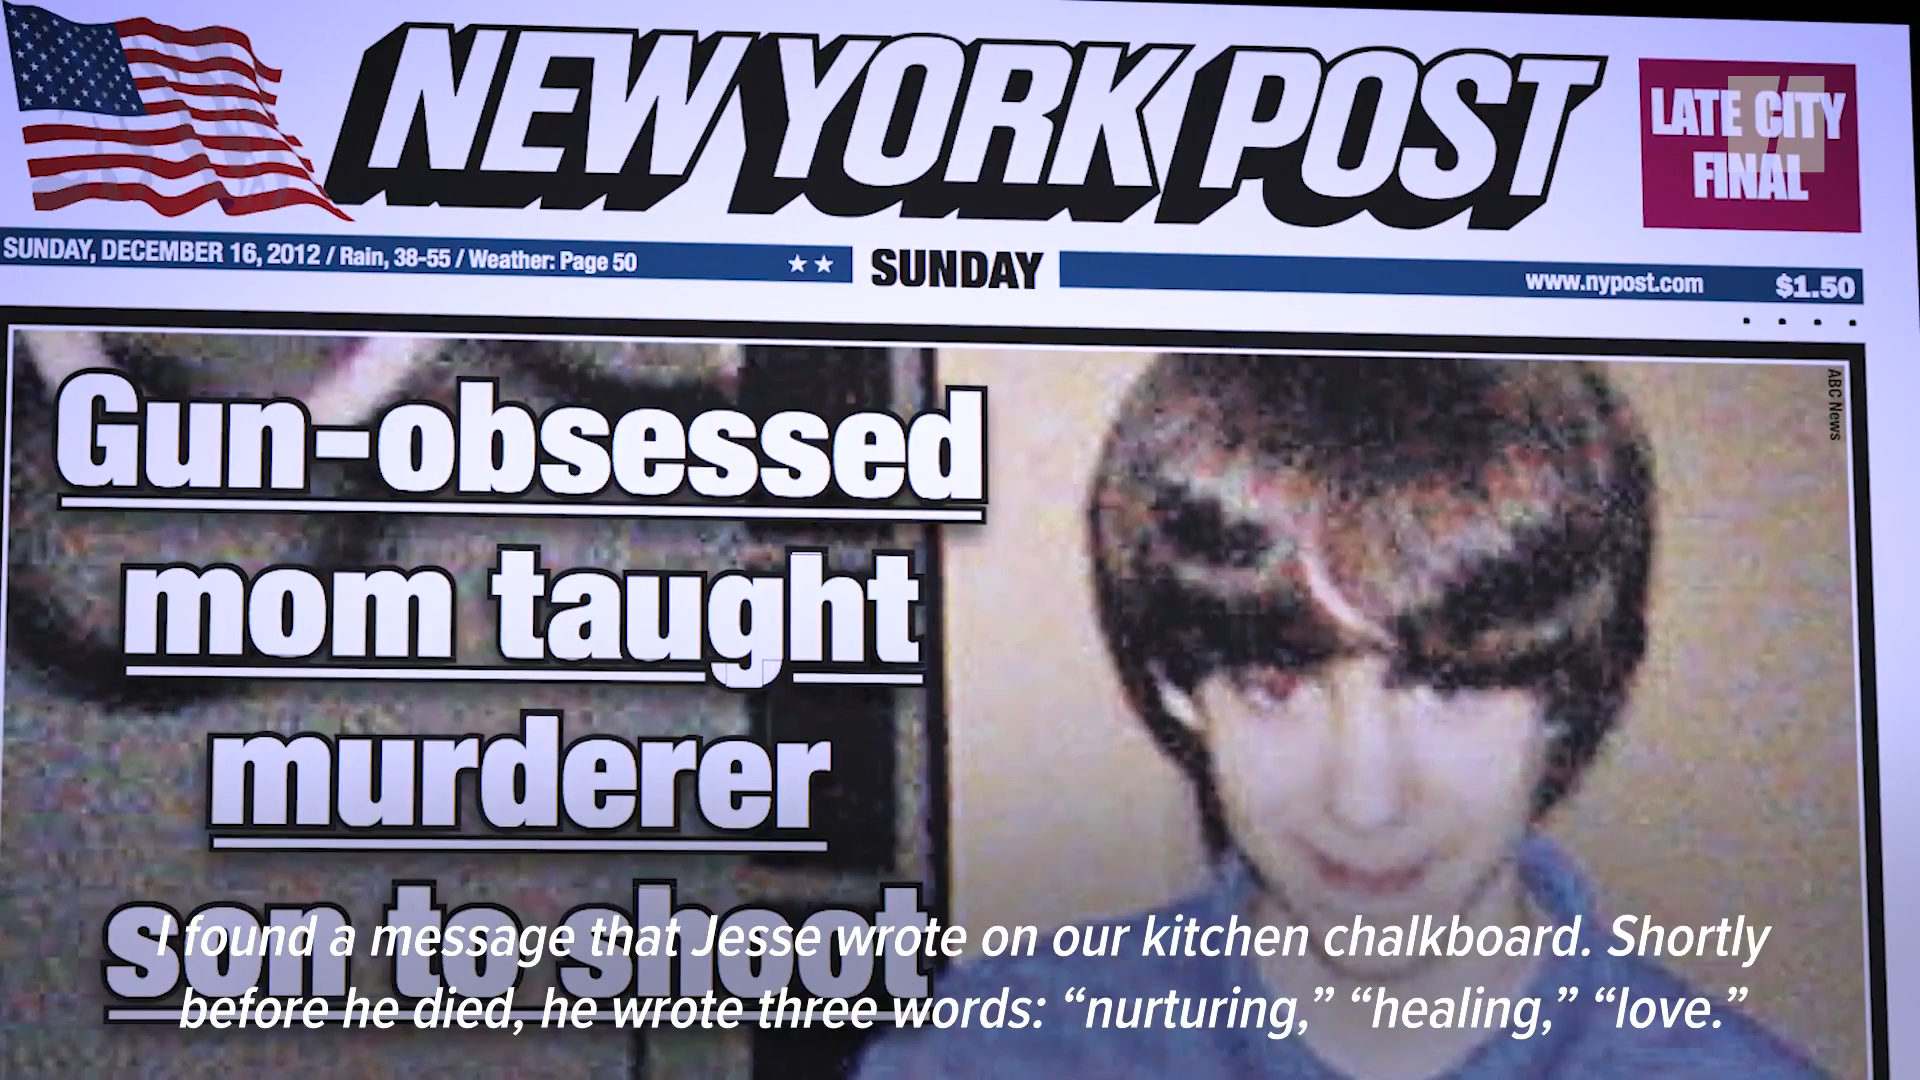 NEW YORK POST
LATE CITY
FINAL
SUNDAY, DECEMBER 16, 2012 / Rain, 38-55 / Weather: Page 50
★★
SUNDAY
www.nypost.com
$1.50
ABC News
Gun-obsessed
mom taught
murderer
son to shoot
I found a message that Jesse wrote on our kitchen chalkboard. Shortly
before he died, he wrote three words: “nurturing,” “healing,” “love.”